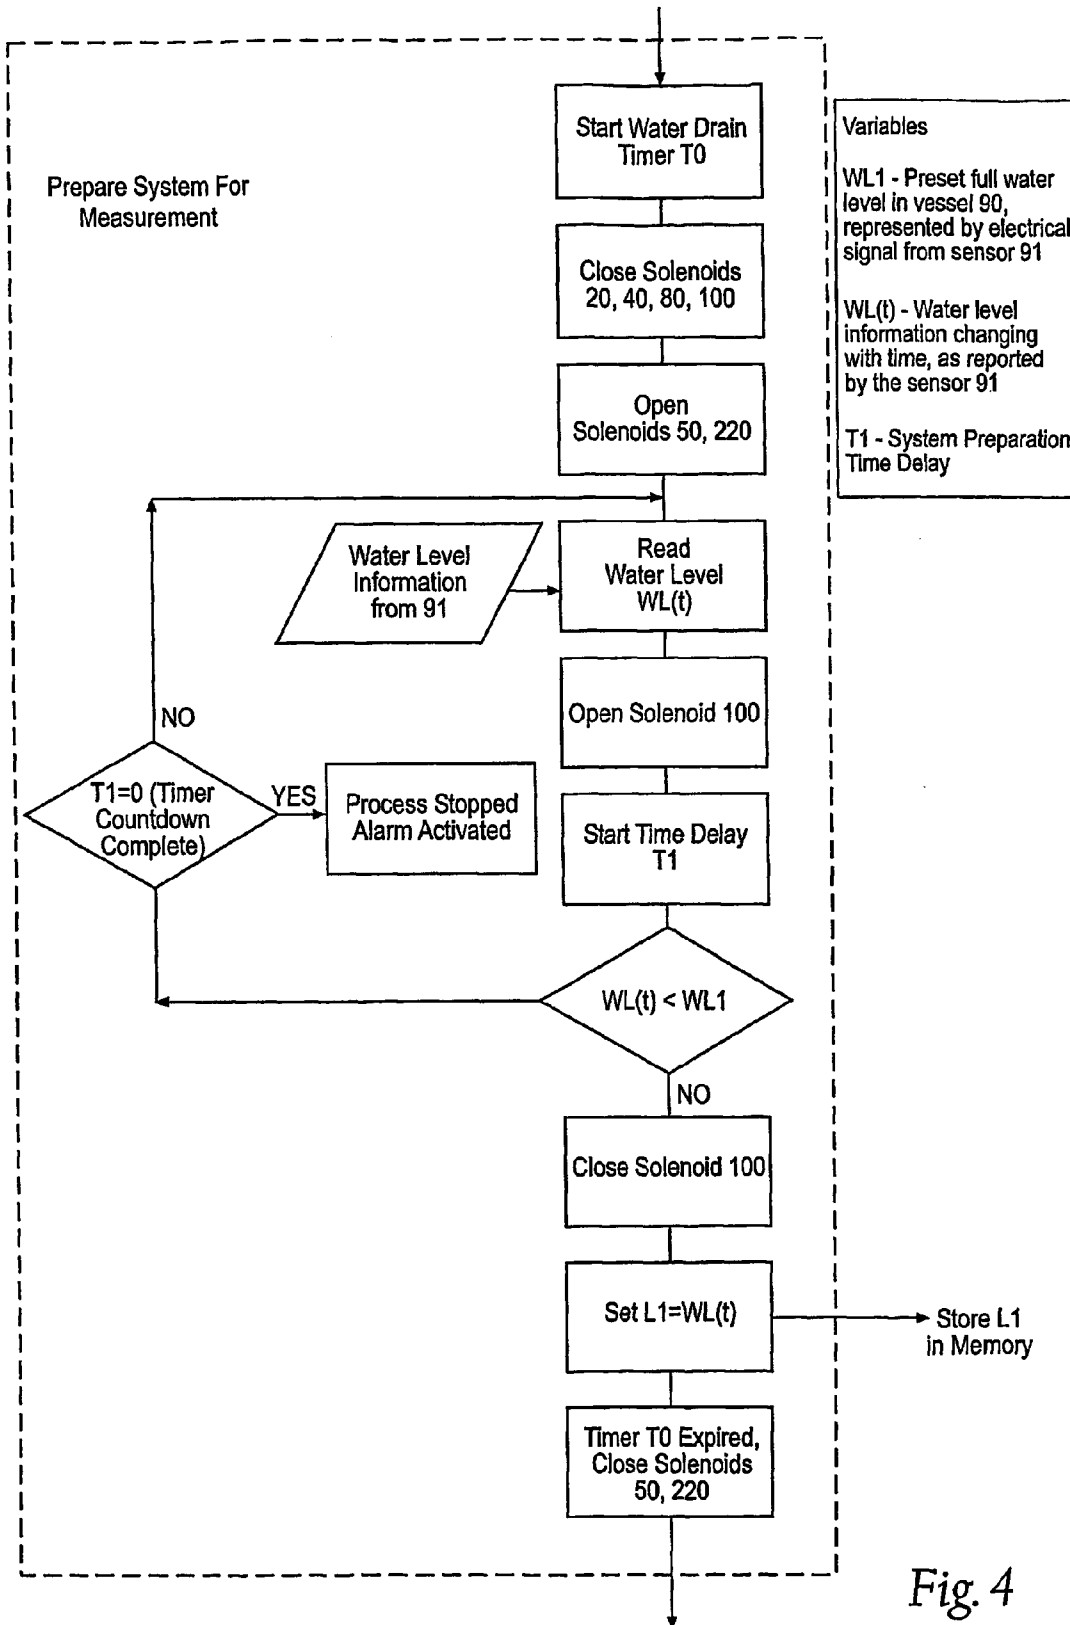 Start Water Drain
Timer T0
Prepare System For
Measurement
Close Solenoids
20, 40, 80, 100
Open
Solenoids 50, 220
Water Level
Information
from 91
Read
Water Level
WL(t)
Open Solenoid 100
NO
T1=0 (Timer
Countdown
Complete)
YES
Process Stopped
Alarm Activated
Start Time Delay
T1
WL(t) < WL1
NO
Close Solenoid 100
Set L1=WL(t)
Store L1
in Memory
Timer T0 Expired,
Close Solenoids
50, 220
Variables
WL1 - Preset full water
level in vessel 90,
represented by electrical
signal from sensor 91
WL(t) - Water level
information changing
with time, as reported
by the sensor 91
T1 - System Preparation
Time Delay
Fig. 4